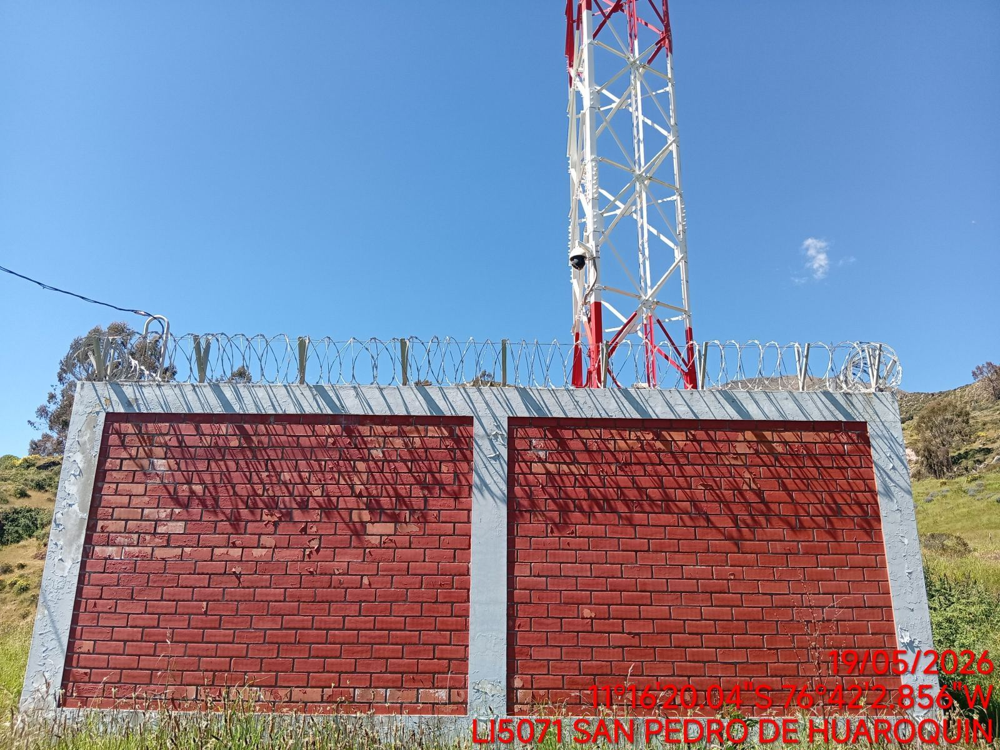 19/05/2026
11°16'20.04"S 76°42'2.856"W
LI5071 SAN PEDRO DE HUAROQUIN